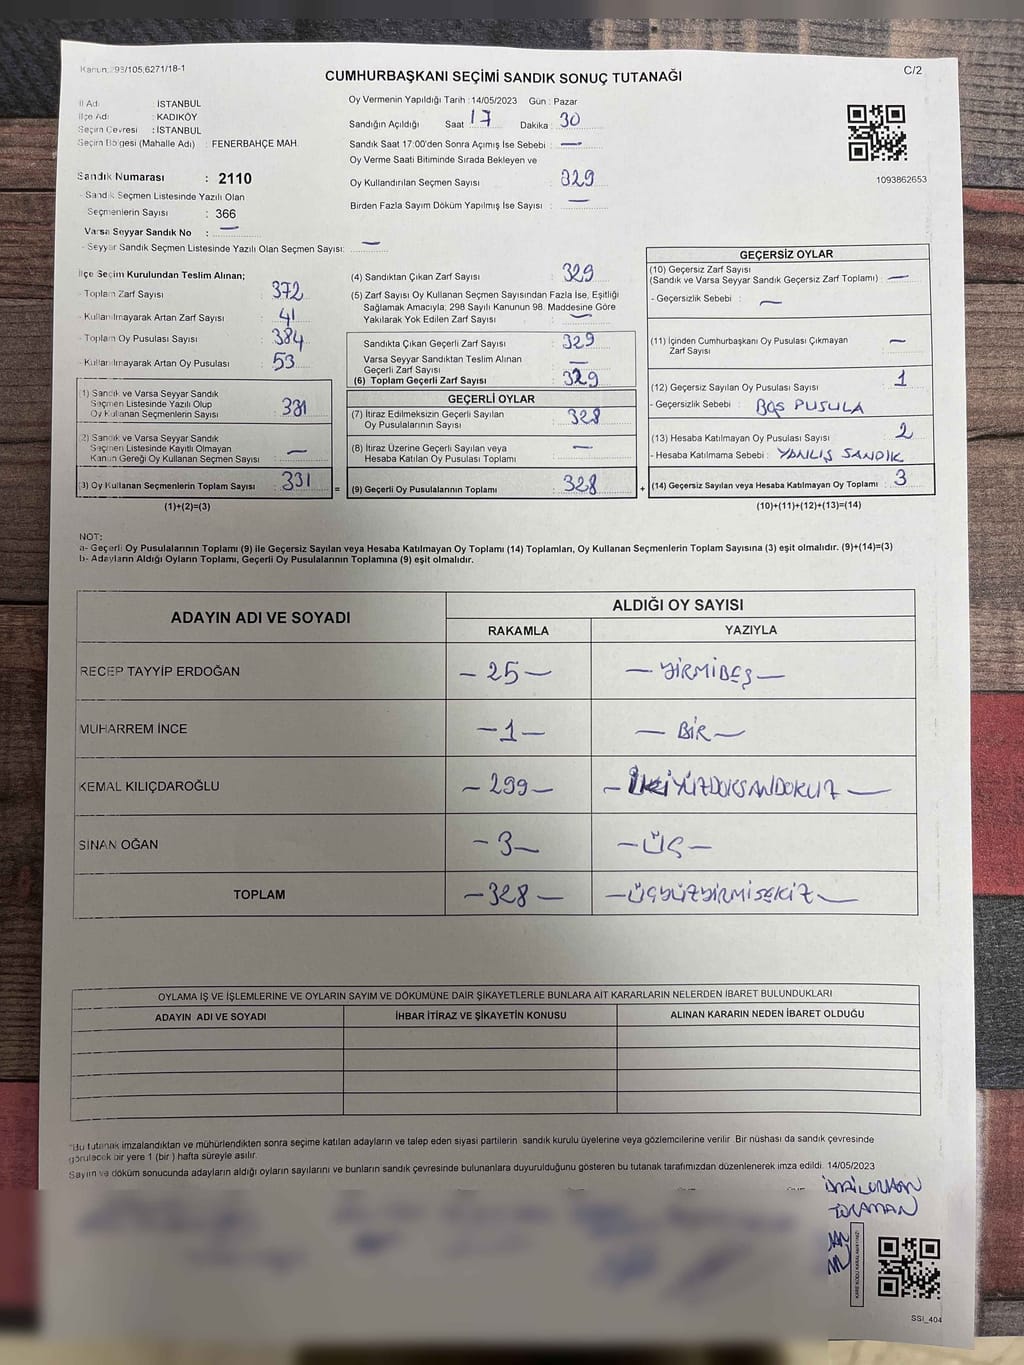 Kanun: 298/105,6271/18-1
C/2
CUMHURBAŞKANI SEÇİMİ SANDIK SONUÇ TUTANAĞI
İl Adı : İSTANBUL
İlçe Adı : KADIKÖY
Seçim Çevresi : İSTANBUL
Seçim Bölgesi (Mahalle Adı) : FENERBAHÇE MAH.
Sandık Numarası : 2110
- Sandık Seçmen Listesinde Yazılı Olan
Seçmenlerin Sayısı : 366
Varsa Seyyar Sandık No : —
- Seyyar Sandık Seçmen Listesinde Yazılı Olan Seçmen Sayısı: —
Oy Vermenin Yapıldığı Tarih : 14/05/2023 Gün : Pazar
Sandığın Açıldığı Saat 17 Dakika : 30
Sandık Saat 17:00'den Sonra Açımış İse Sebebi : —
Oy Verme Saati Bitiminde Sırada Bekleyen ve
Oy Kullandırılan Seçmen Sayısı : 329
Birden Fazla Sayım Döküm Yapılmış İse Sayısı : —
1093862653
İlçe Seçim Kurulundan Teslim Alınan;
- Toplam Zarf Sayısı : 372
- Kullanılmayarak Artan Zarf Sayısı : 41
- Toplam Oy Pusulası Sayısı : 384
- Kullanılmayarak Artan Oy Pusulası : 53
(1) Sandık ve Varsa Seyyar Sandık
Seçmen Listesinde Yazılı Olup
Oy Kullanan Seçmenlerin Sayısı : 331
(2) Sandık ve Varsa Seyyar Sandık
Seçmen Listesinde Kayıtlı Olmayan
Kanun Gereği Oy Kullanan Seçmen Sayısı : —
(3) Oy Kullanan Seçmenlerin Toplam Sayısı : 331 =
(1)+(2)=(3)
(4) Sandıktan Çıkan Zarf Sayısı : 329
(5) Zarf Sayısı Oy Kullanan Seçmen Sayısından Fazla İse, Eşitliği
Sağlamak Amacıyla; 298 Sayılı Kanunun 98. Maddesine Göre
Yakılarak Yok Edilen Zarf Sayısı : —
Sandıkta Çıkan Geçerli Zarf Sayısı : 329
Varsa Seyyar Sandıktan Teslim Alınan
Geçerli Zarf Sayısı : —
(6) Toplam Geçerli Zarf Sayısı : 329
GEÇERLİ OYLAR
(7) İtiraz Edilmeksizin Geçerli Sayılan
Oy Pusulalarının Sayısı : 328
(8) İtiraz Üzerine Geçerli Sayılan veya
Hesaba Katılan Oy Pusulası Toplamı : —
(9) Geçerli Oy Pusulalarının Toplamı : 328 +
GEÇERSİZ OYLAR
(10) Geçersiz Zarf Sayısı
(Sandık ve Varsa Seyyar Sandık Geçersiz Zarf Toplamı) : —
- Geçersizlik Sebebi : —
(11) İçinden Cumhurbaşkanı Oy Pusulası Çıkmayan
Zarf Sayısı : —
(12) Geçersiz Sayılan Oy Pusulası Sayısı : 1
- Geçersizlik Sebebi : BOŞ PUSULA
(13) Hesaba Katılmayan Oy Pusulası Sayısı : 2
- Hesaba Katılmama Sebebi : YANLIŞ SANDIK
(14) Geçersiz Sayılan veya Hesaba Katılmayan Oy Toplamı : 3
(10)+(11)+(12)+(13)=(14)
NOT:
a- Geçerli Oy Pusulalarının Toplamı (9) ile Geçersiz Sayılan veya Hesaba Katılmayan Oy Toplamı (14) Toplamları, Oy Kullanan Seçmenlerin Toplam Sayısına (3) eşit olmalıdır. (9)+(14)=(3)
b- Adayların Aldığı Oyların Toplamı, Geçerli Oy Pusulalarının Toplamına (9) eşit olmalıdır.
ADAYIN ADI VE SOYADI
ALDIĞI OY SAYISI
RAKAMLA YAZIYLA
RECEP TAYYİP ERDOĞAN — 25 — — YİRMİBEŞ —
MUHARREM İNCE — 1 — — BİR —
KEMAL KILIÇDAROĞLU — 299 — — İKİYÜZDOKSANDOKUZ —
SİNAN OĞAN — 3 — — ÜÇ —
TOPLAM — 328 — — ÜÇYÜZYİRMİSEKİZ —
OYLAMA İŞ VE İŞLEMLERİNE VE OYLARIN SAYIM VE DÖKÜMÜNE DAİR ŞİKAYETLERLE BUNLARA AİT KARARLARIN NELERDEN İBARET BULUNDUKLARI
ADAYIN ADI VE SOYADI İHBAR İTİRAZ VE ŞİKAYETİN KONUSU ALINAN KARARIN NEDEN İBARET OLDUĞU
*Bu tutanak imzalandıktan ve mühürlendikten sonra seçime katılan adayların ve talep eden siyasi partilerin sandık kurulu üyelerine veya gözlemcilerine verilir. Bir nüshası da sandık çevresinde
görülecek bir yere 1 (bir ) hafta süreyle asılır.
Sayım ve döküm sonucunda adayların aldığı oyların sayılarını ve bunların sandık çevresinde bulunanlara duyurulduğunu gösteren bu tutanak tarafımızdan düzenlenerek imza edildi. 14/05/2023
SSI_404